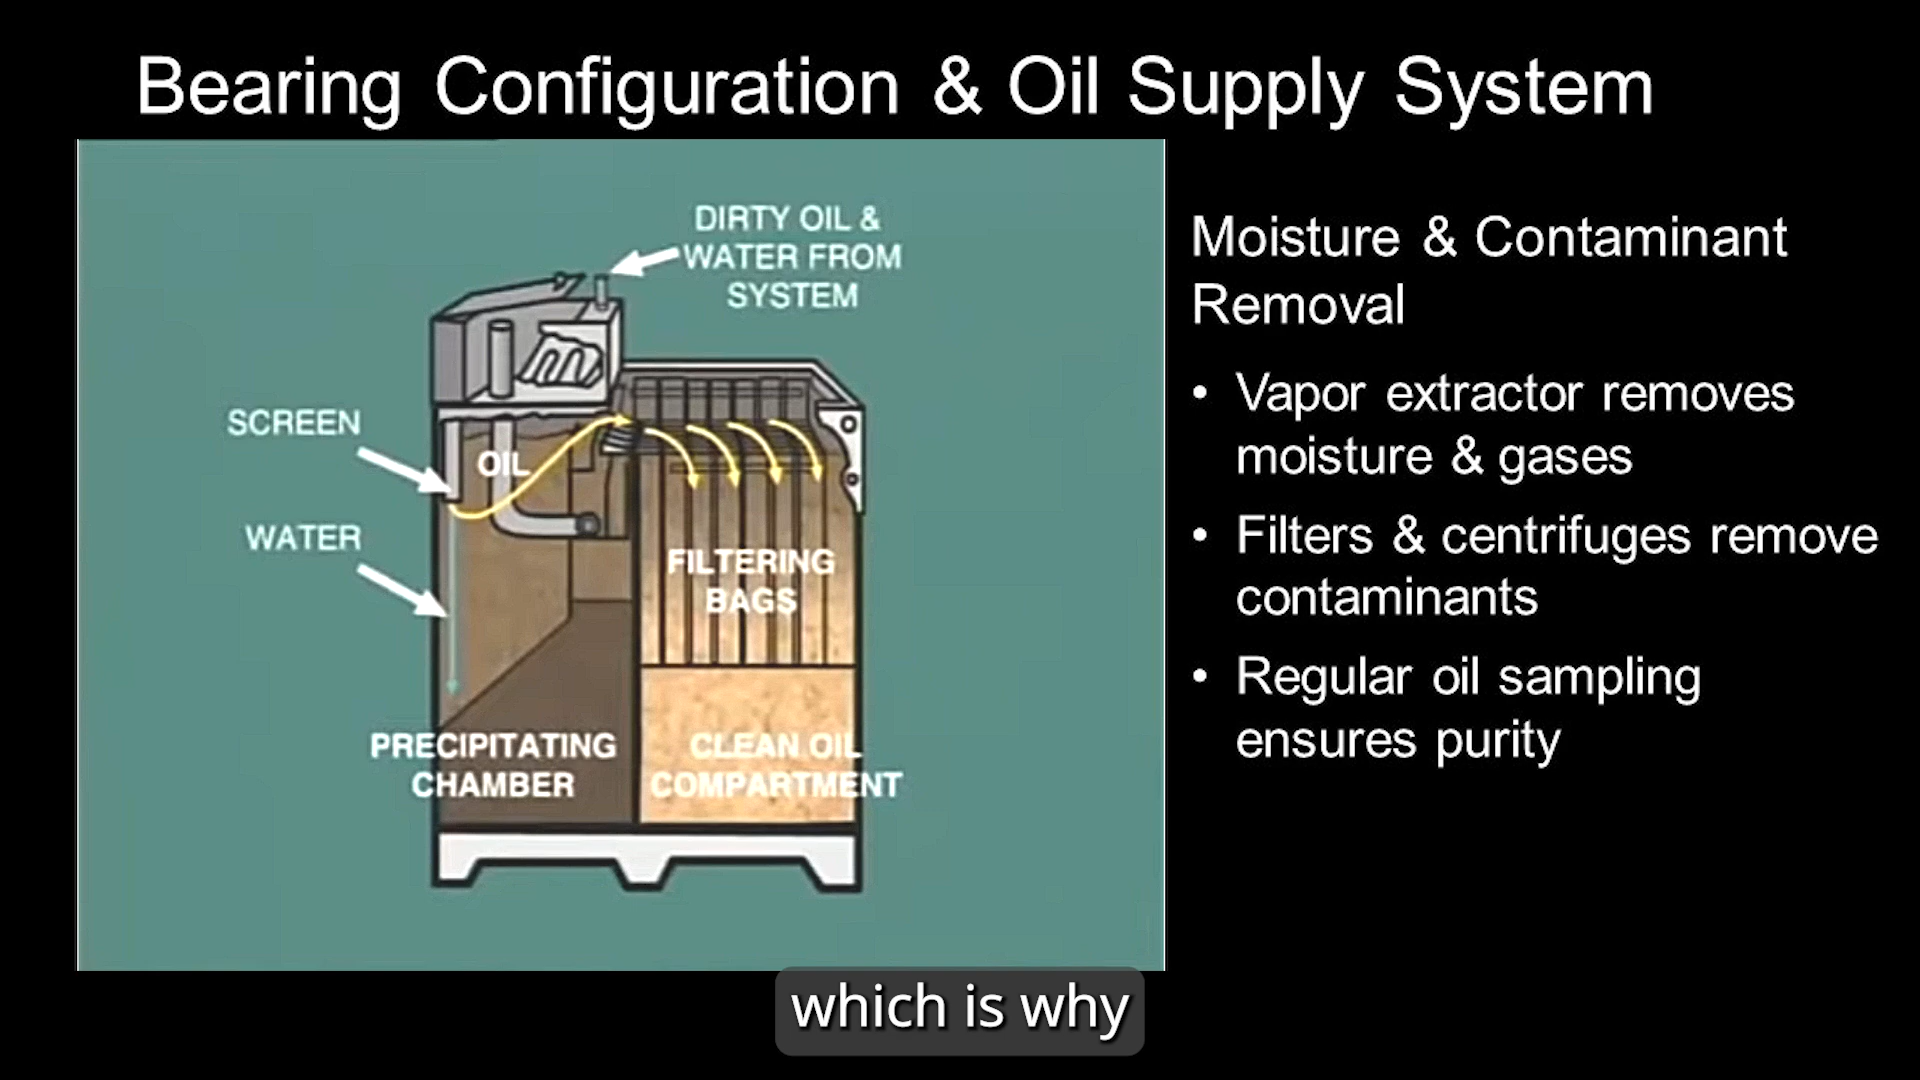 Bearing Configuration & Oil Supply System
DIRTY OIL &
WATER FROM
SYSTEM
SCREEN
OIL
WATER
FILTERING
BAGS
PRECIPITATING
CHAMBER
CLEAN OIL
COMPARTMENT
Moisture & Contaminant
Removal
• Vapor extractor removes
moisture & gases
• Filters & centrifuges remove
contaminants
• Regular oil sampling
ensures purity
which is why